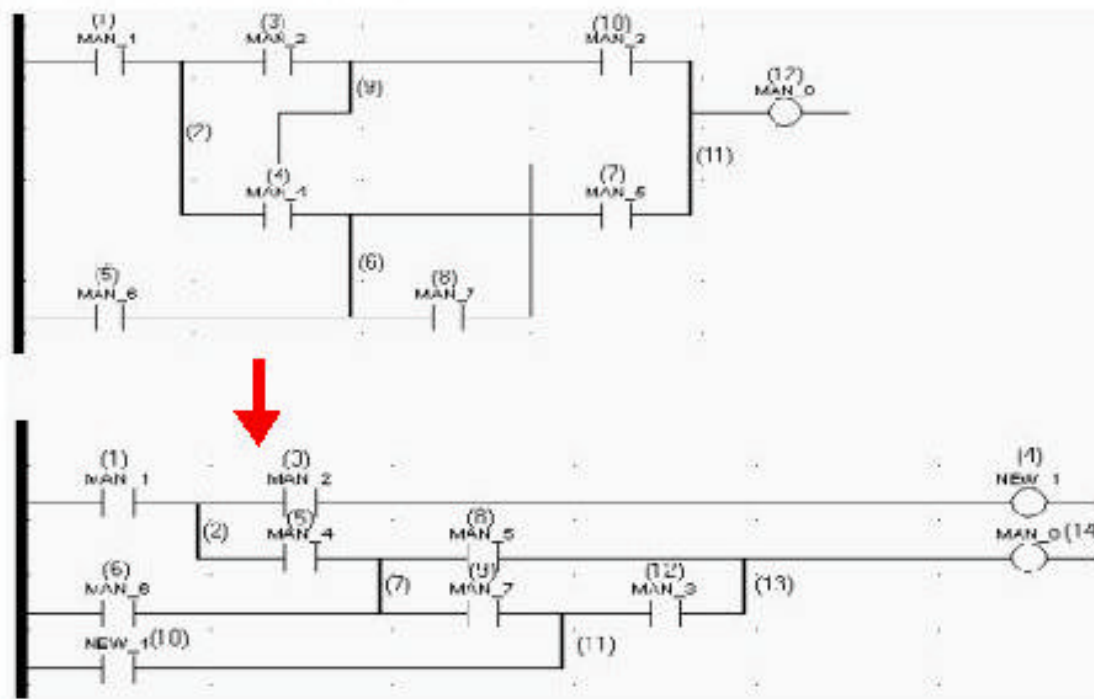 (1) (3) (10)
MAN_1 MAN_2 MAN_3
(12)
MAN_0
(9)
(2)
(11)
(4) (7)
MAN_4 MAN_5
(6)
(5) (8)
MAN_6 MAN_7
(1) (3) (4)
MAN_1 MAN_2 NEW_1
(2) (5) (8)
MAN_4 MAN_5 MAN_0 (14
(6) (9) (12)
MAN_6 (7) MAN_7 MAN_3 (13)
NEW_1 (10)
(11)